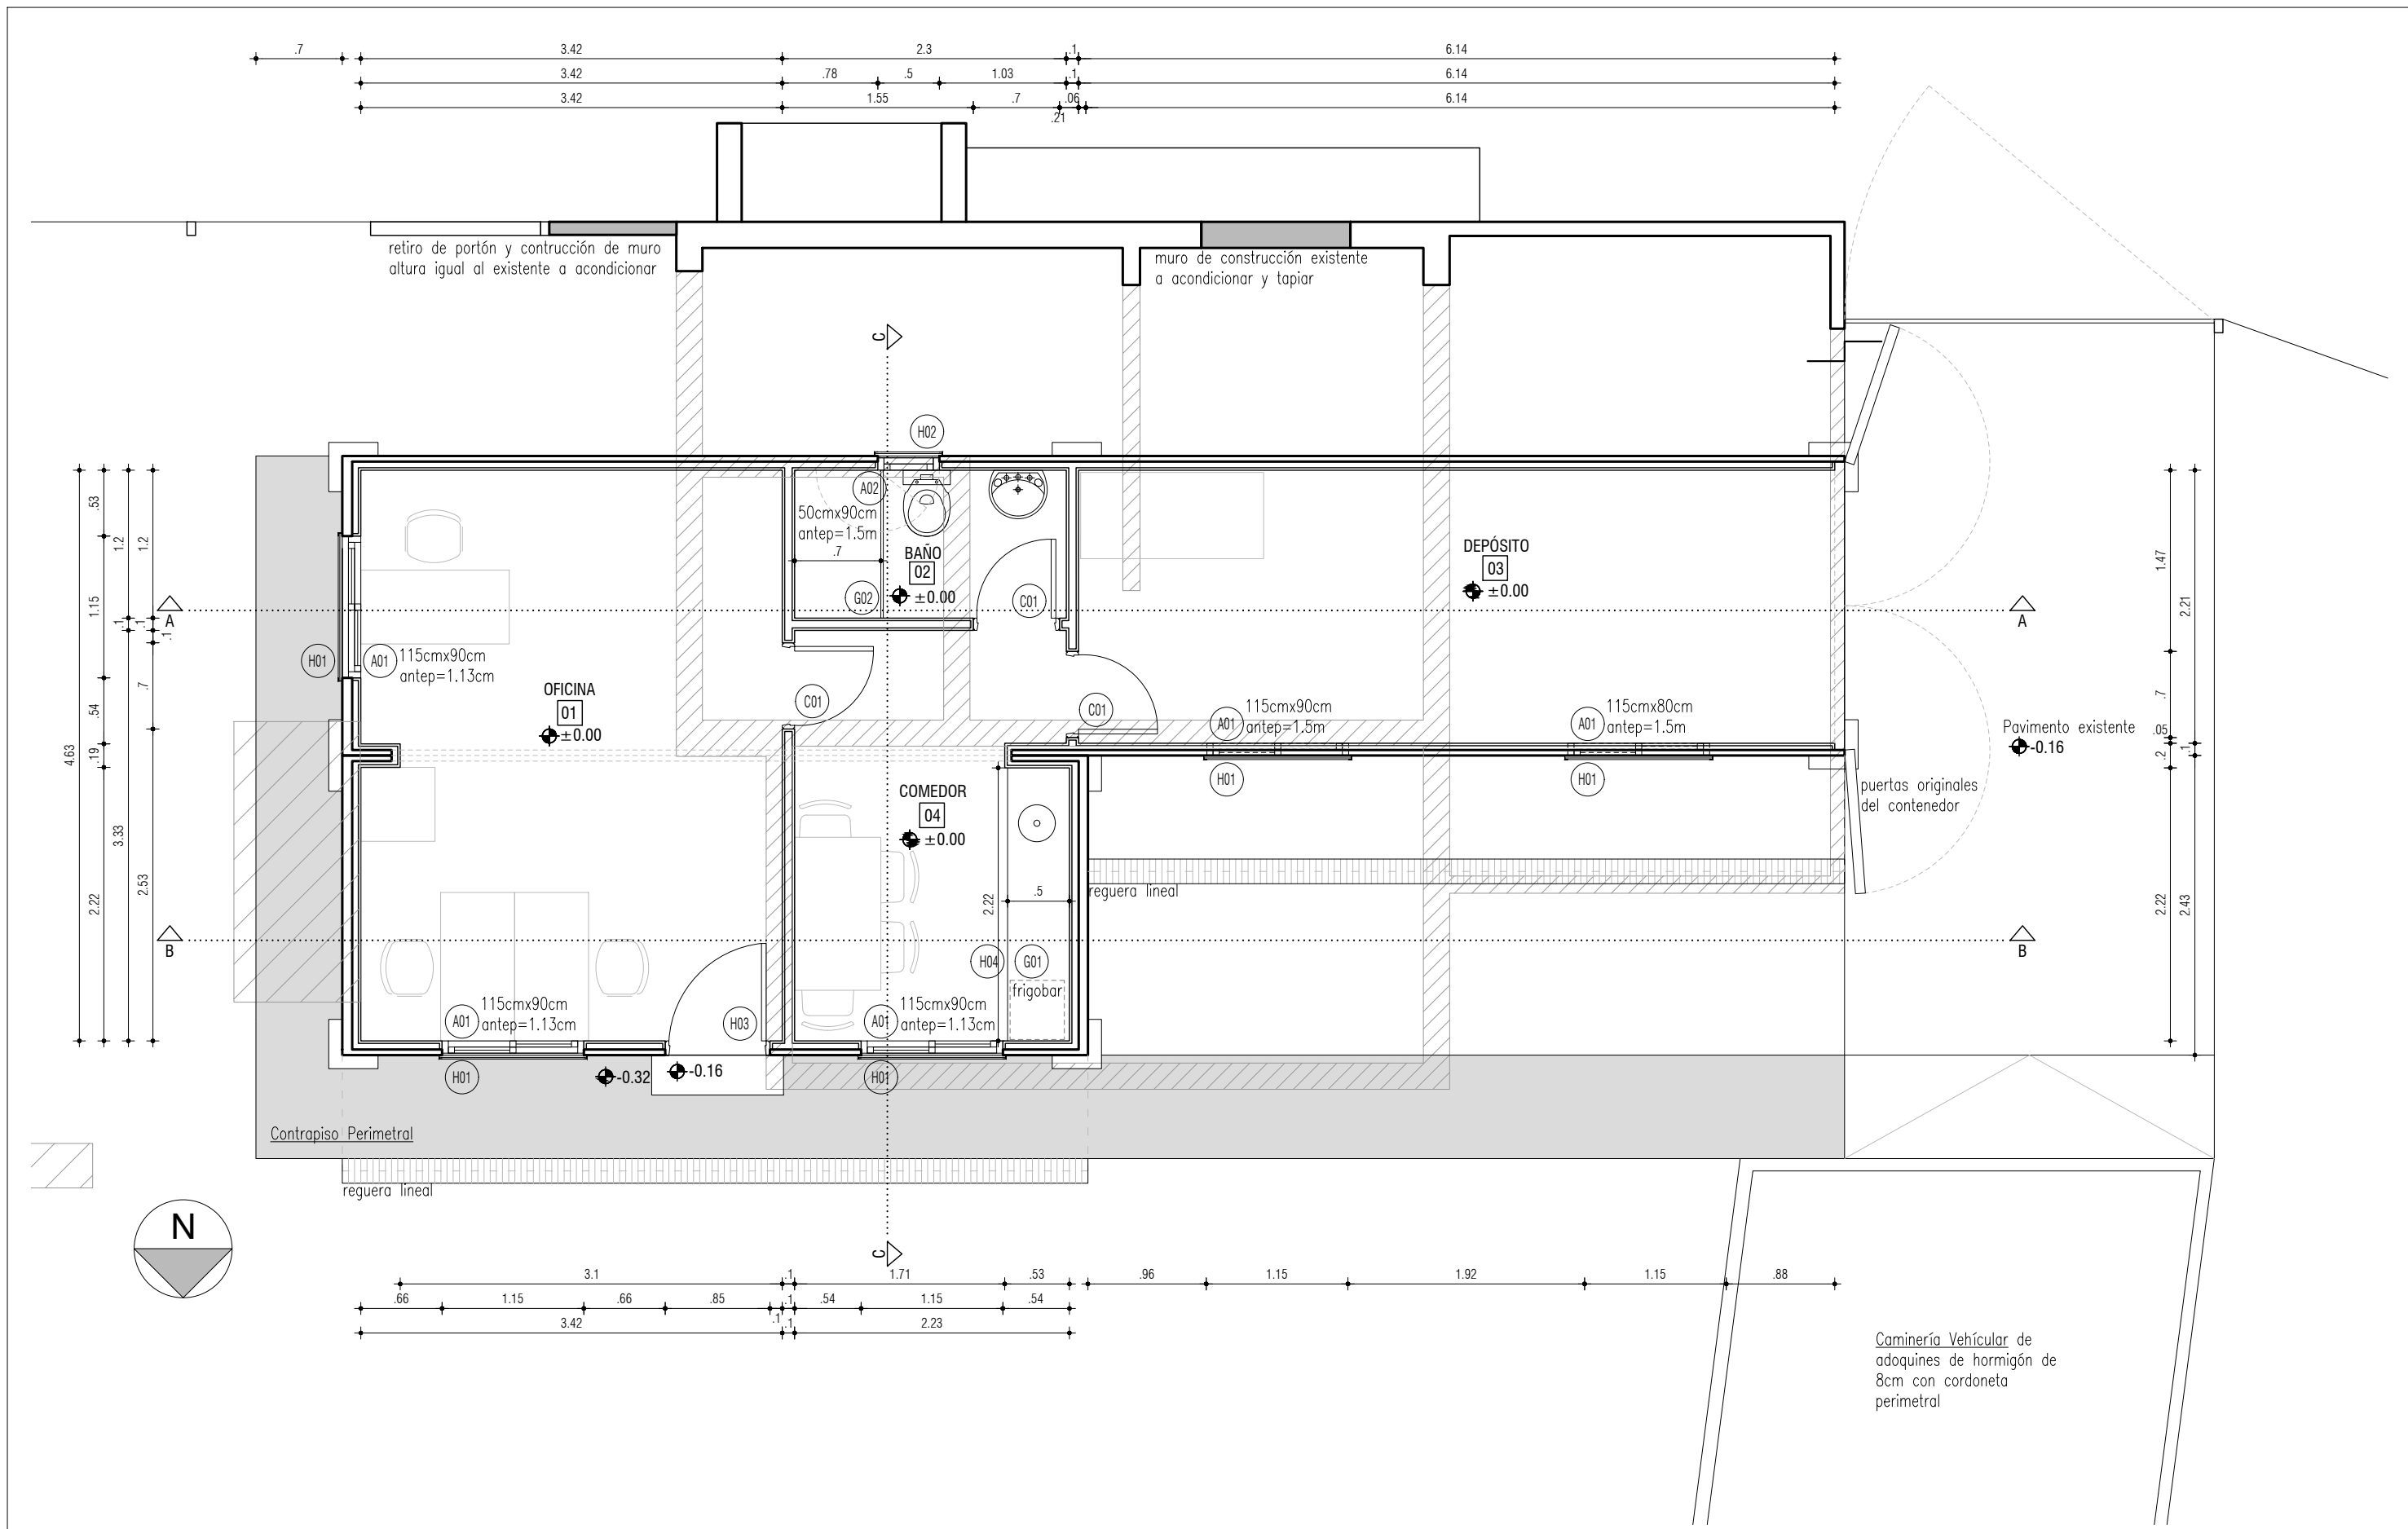 .7
3.42
2.3
.1
6.14
3.42
.78
.5
1.03
.1
6.14
3.42
1.55
.7
.06
6.14
.21
retiro de portón y contrucción de muro
altura igual al existente a acondicionar
muro de construcción existente
a acondicionar y tapiar
C
H02
A02
50cmx90cm
antep=1.5m
.7
BAÑO
02
±0.00
G02
C01
DEPÓSITO
03
±0.00
A
A
H01
A01
115cmx90cm
antep=1.13cm
OFICINA
01
±0.00
C01
C01
A01
115cmx90cm
antep=1.5m
A01
115cmx80cm
antep=1.5m
H01
H01
Pavimento existente
-0.16
puertas originales
del contenedor
COMEDOR
04
±0.00
reguera lineal
2.22
.5
B
B
H04
G01
frigobar
A01
115cmx90cm
antep=1.13cm
H03
A01
115cmx90cm
antep=1.13cm
H01
-0.32
-0.16
H01
Contrapiso Perimetral
reguera lineal
N
C
4.63
.53
1.15
.54
.19
2.22
1.2
.1
3.33
1.2
.1
.1
.7
2.53
1.47
.7
.05
.2
2.22
2.21
.1
2.43
3.1
.1
1.71
.53
.96
1.15
1.92
1.15
.88
.66
1.15
.66
.85
.1
.1
.54
1.15
.54
3.42
.1
2.23
Caminería Vehícular de
adoquines de hormigón de
8cm con cordoneta
perimetral